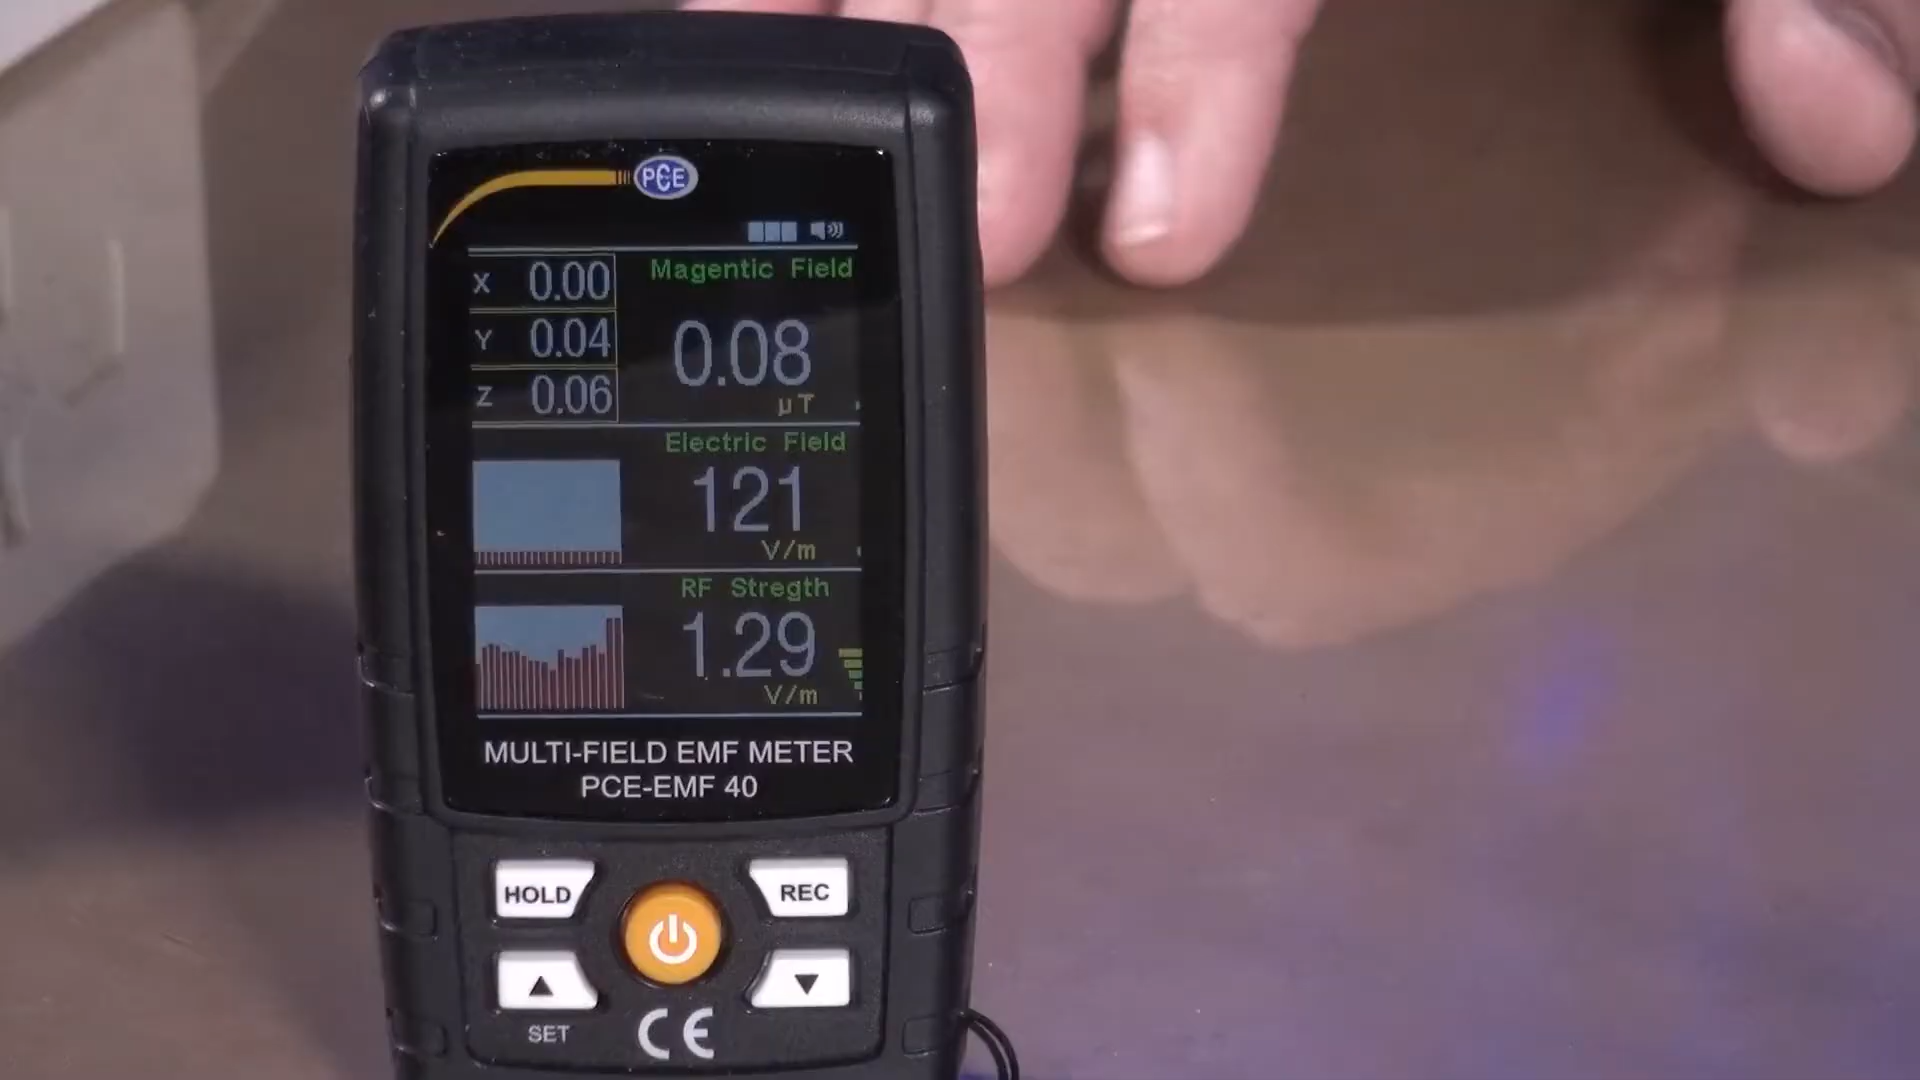 PCE
X 0.00
Magentic Field
Y 0.04
0.08
Z 0.06
µT
Electric Field
121
V/m
RF Stregth
1.29
V/m
MULTI-FIELD EMF METER
PCE-EMF 40
HOLD
REC
▲
▼
SET
CE